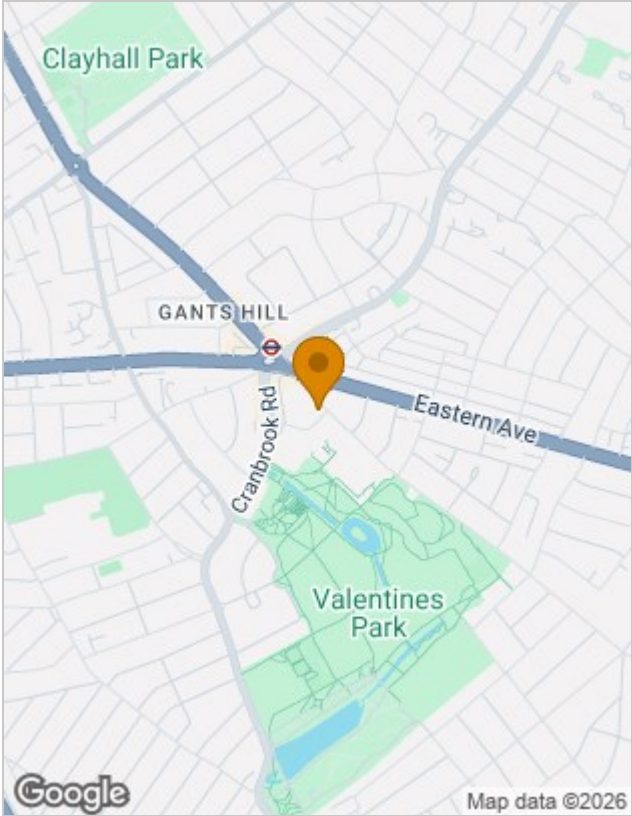 Clayhall Park
GANTS HILL
Eastern Ave
Cranbrook Rd
Valentines
Park
Google
Map data ©2026